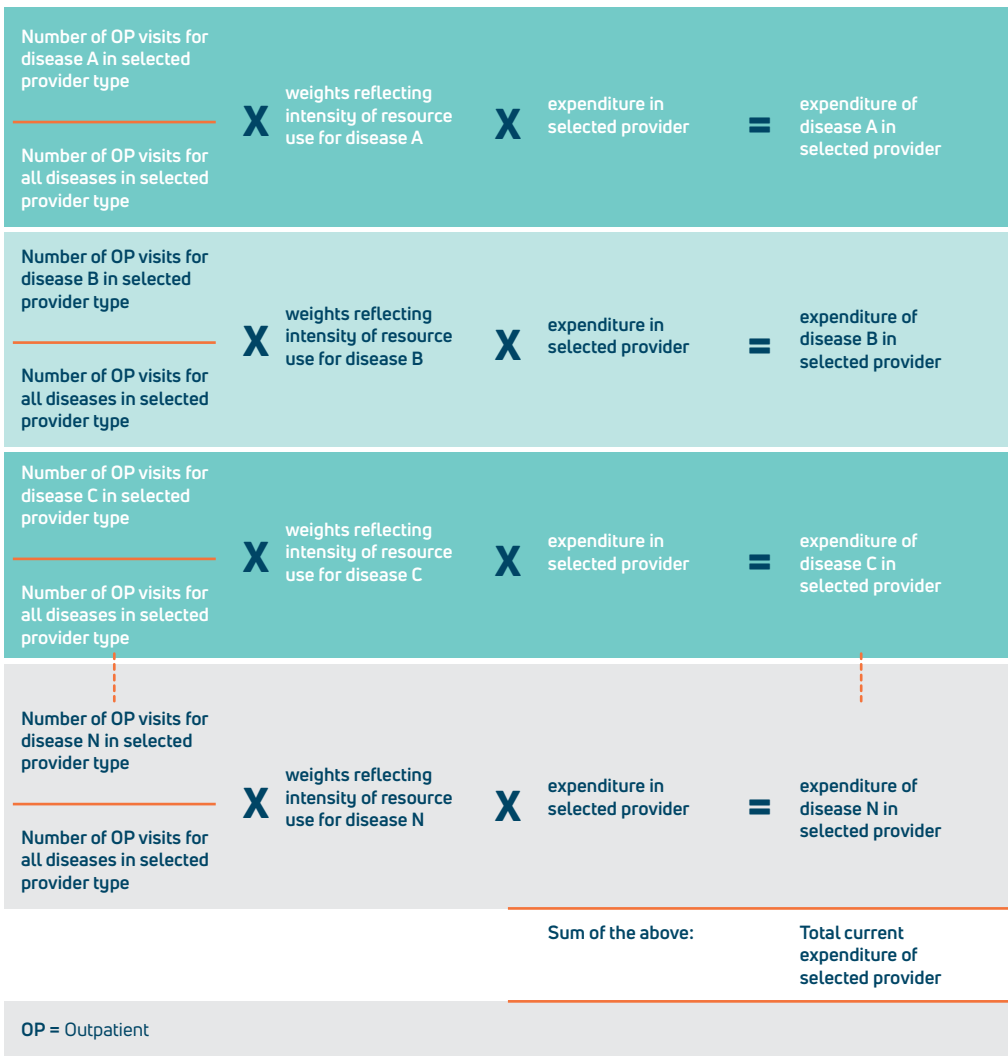 Number of OP visits for
disease A in selected
provider type
Number of OP visits for
all diseases in selected
provider type
X
weights reflecting
intensity of resource
use for disease A
X
expenditure in
selected provider
=
expenditure of
disease A in
selected provider
Number of OP visits for
disease B in selected
provider type
Number of OP visits for
all diseases in selected
provider type
X
weights reflecting
intensity of resource
use for disease B
X
expenditure in
selected provider
=
expenditure of
disease B in
selected provider
Number of OP visits for
disease C in selected
provider type
Number of OP visits for
all diseases in selected
provider type
X
weights reflecting
intensity of resource
use for disease C
X
expenditure in
selected provider
=
expenditure of
disease C in
selected provider
Number of OP visits for
disease N in selected
provider type
Number of OP visits for
all diseases in selected
provider type
X
weights reflecting
intensity of resource
use for disease N
X
expenditure in
selected provider
=
expenditure of
disease N in
selected provider
Sum of the above:
Total current
expenditure of
selected provider
OP = Outpatient